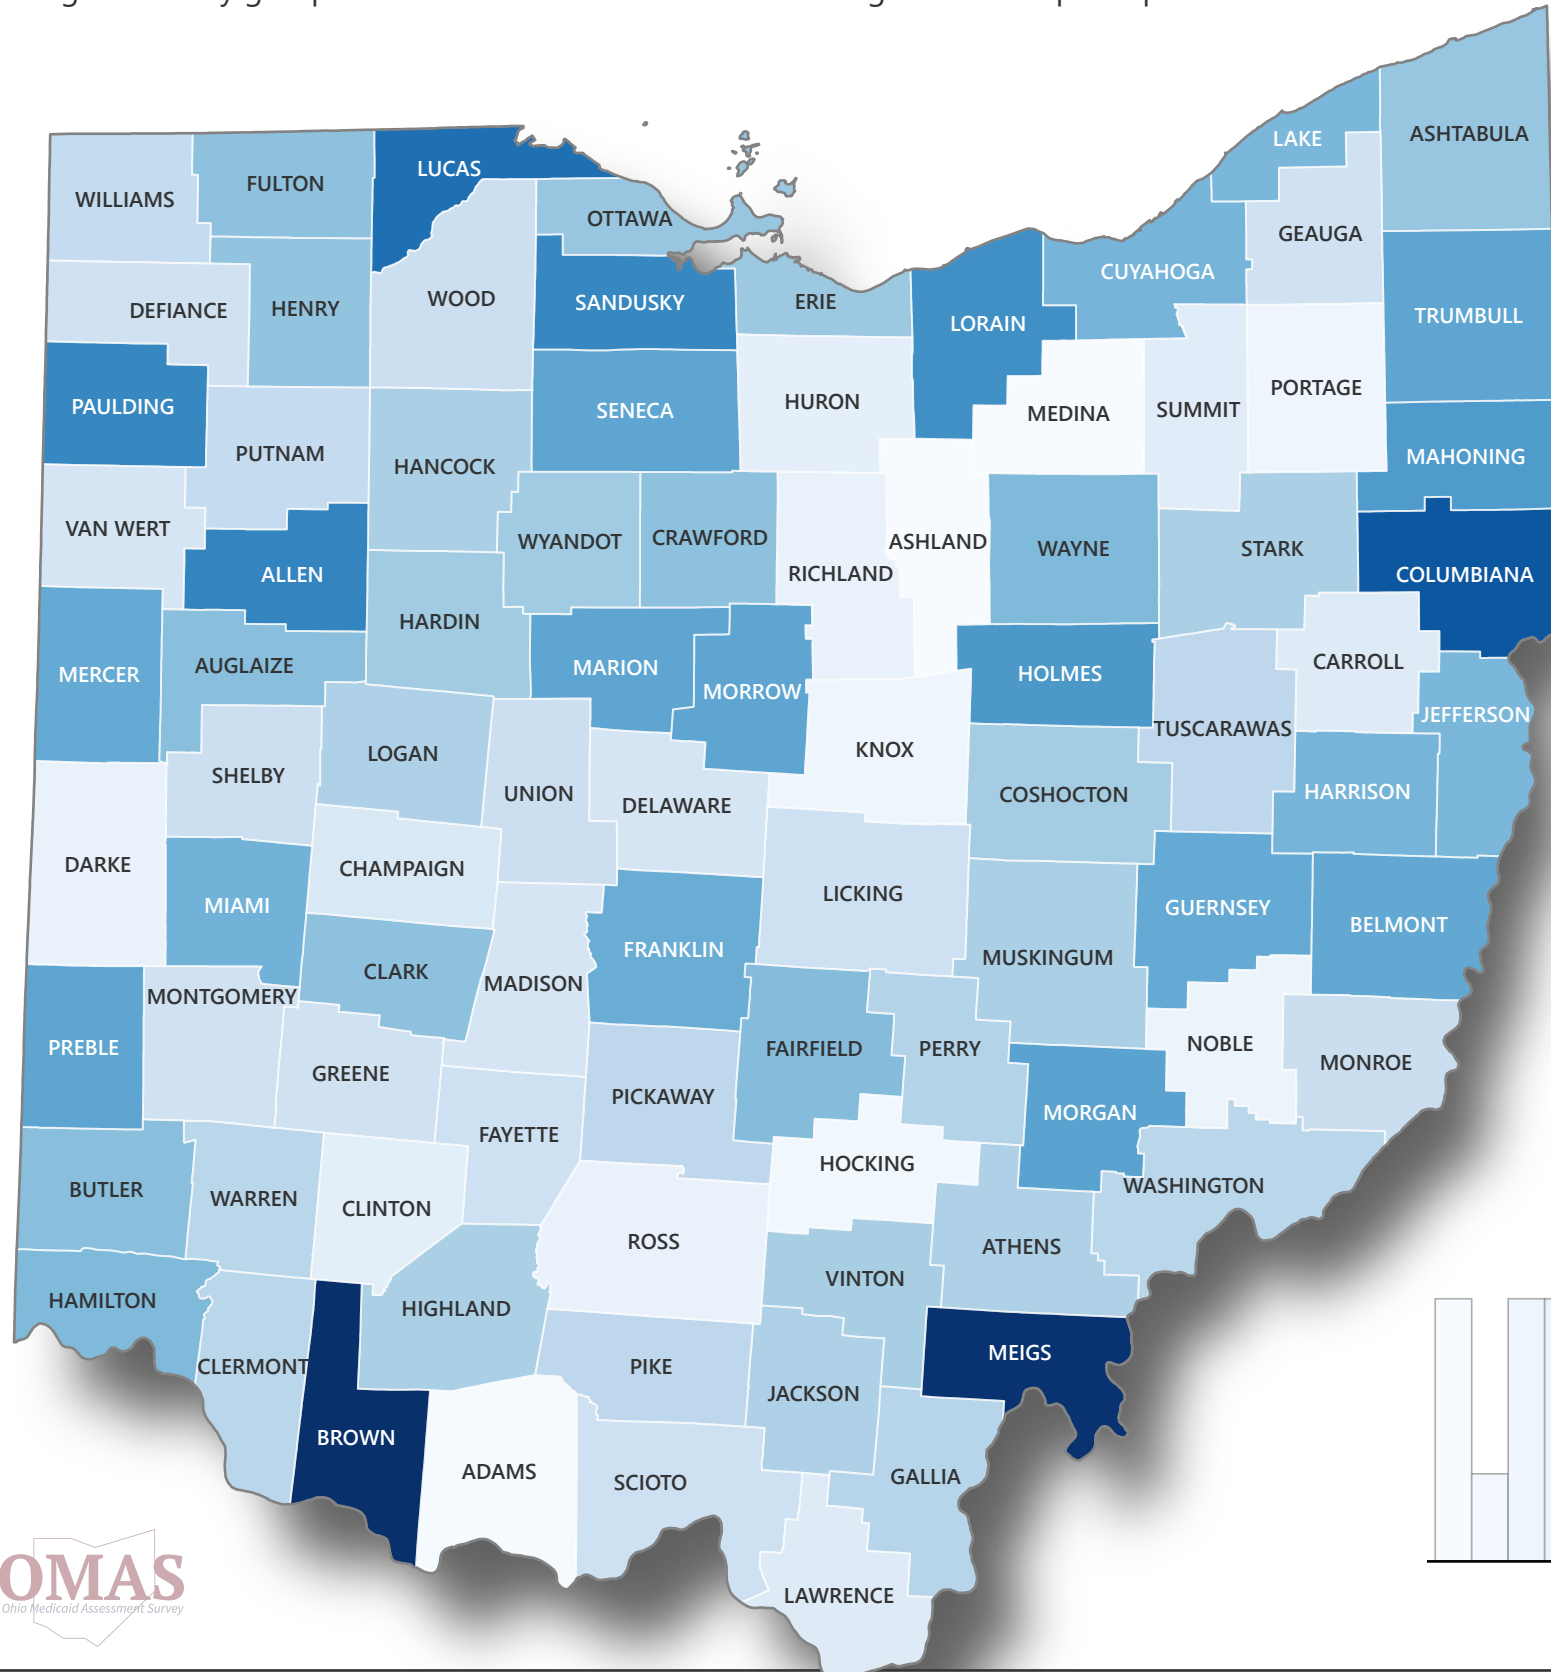 LAKE
ASHTABULA
LUCAS
FULTON
WILLIAMS
OTTAWA
GEAUGA
CUYAHOGA
WOOD
SANDUSKY
ERIE
DEFIANCE
HENRY
LORAIN
TRUMBULL
PAULDING
SENECA
HURON
MEDINA
SUMMIT
PORTAGE
PUTNAM
HANCOCK
MAHONING
VAN WERT
WYANDOT
CRAWFORD
ASHLAND
WAYNE
STARK
ALLEN
RICHLAND
COLUMBIANA
HARDIN
MERCER
AUGLAIZE
MARION
MORROW
HOLMES
CARROLL
JEFFERSON
TUSCARAWAS
LOGAN
KNOX
SHELBY
UNION
DELAWARE
COSHOCTON
HARRISON
DARKE
CHAMPAIGN
LICKING
MIAMI
GUERNSEY
BELMONT
FRANKLIN
CLARK
MUSKINGUM
MONTGOMERY
MADISON
PREBLE
FAIRFIELD
PERRY
NOBLE
MONROE
GREENE
PICKAWAY
MORGAN
FAYETTE
HOCKING
BUTLER
WARREN
CLINTON
WASHINGTON
ROSS
ATHENS
VINTON
HAMILTON
HIGHLAND
CLERMONT
PIKE
MEIGS
JACKSON
BROWN
ADAMS
SCIOTO
GALLIA
LAWRENCE
OMAS
Ohio Medicaid Assessment Survey